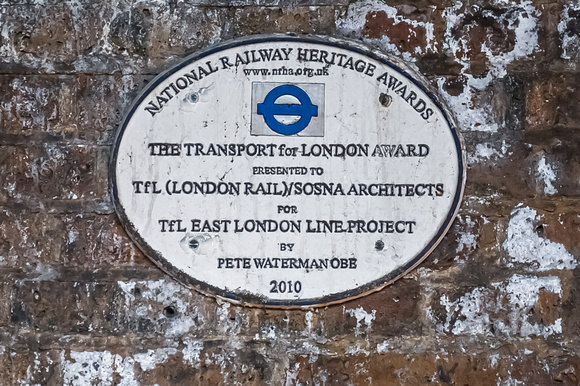 NATIONAL RAILWAY HERITAGE AWARDS
www.nrha.org.uk
THE TRANSPORT for LONDON AWARD
PRESENTED TO
TfL (LONDON RAIL)/SOSNA ARCHITECTS
FOR
TfL EAST LONDON LINE PROJECT
BY
PETE WATERMAN OBE
2010